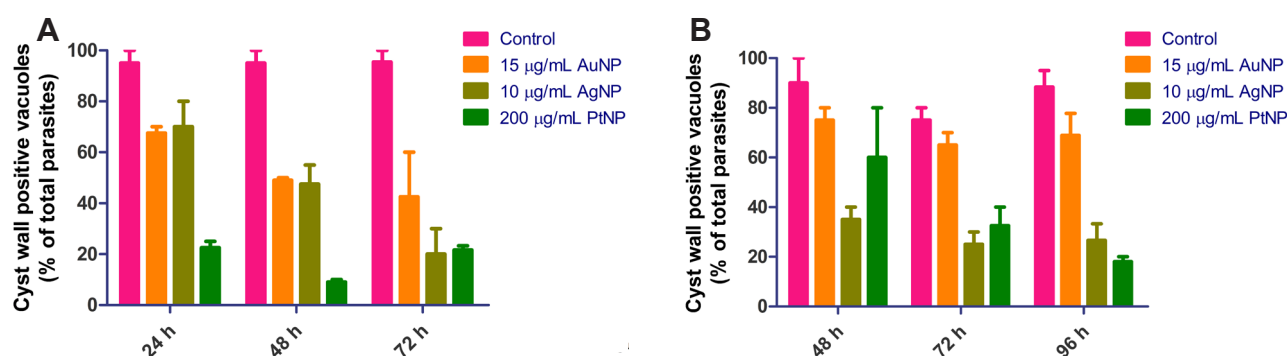 A
Cyst wall positive vacuoles
(% of total parasites)
100
80
60
40
20
0
24 h
48 h
72 h
Control
15 μg/mL AuNP
10 μg/mL AgNP
200 μg/mL PtNP
B
Cyst wall positive vacuoles
(% of total parasites)
100
80
60
40
20
0
48 h
72 h
96 h
Control
15 μg/mL AuNP
10 μg/mL AgNP
200 μg/mL PtNP